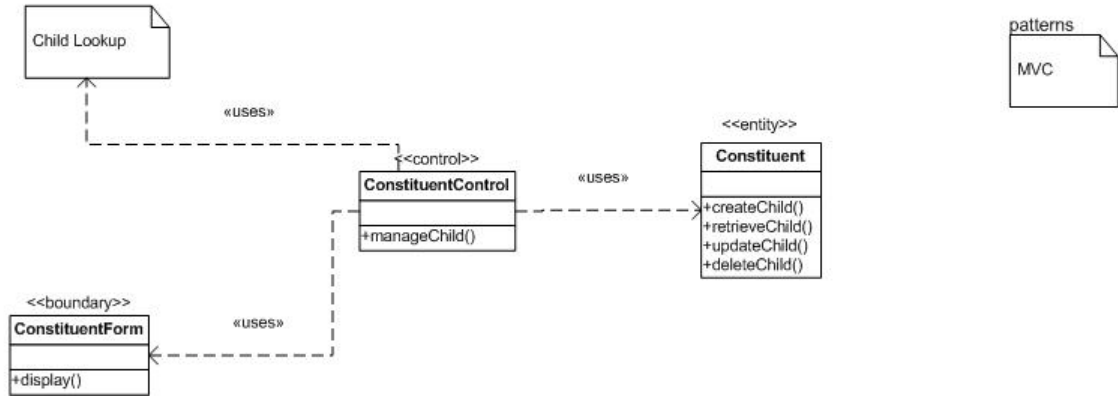 patterns
Child Lookup
MVC
«uses»
<<entity>>
<<control>>
Constituent
«uses»
ConstituentControl
+createChild()
+retrieveChild()
+manageChild()
+updateChild()
+deleteChild()
<<boundary>>
«uses»
ConstituentForm
+display()